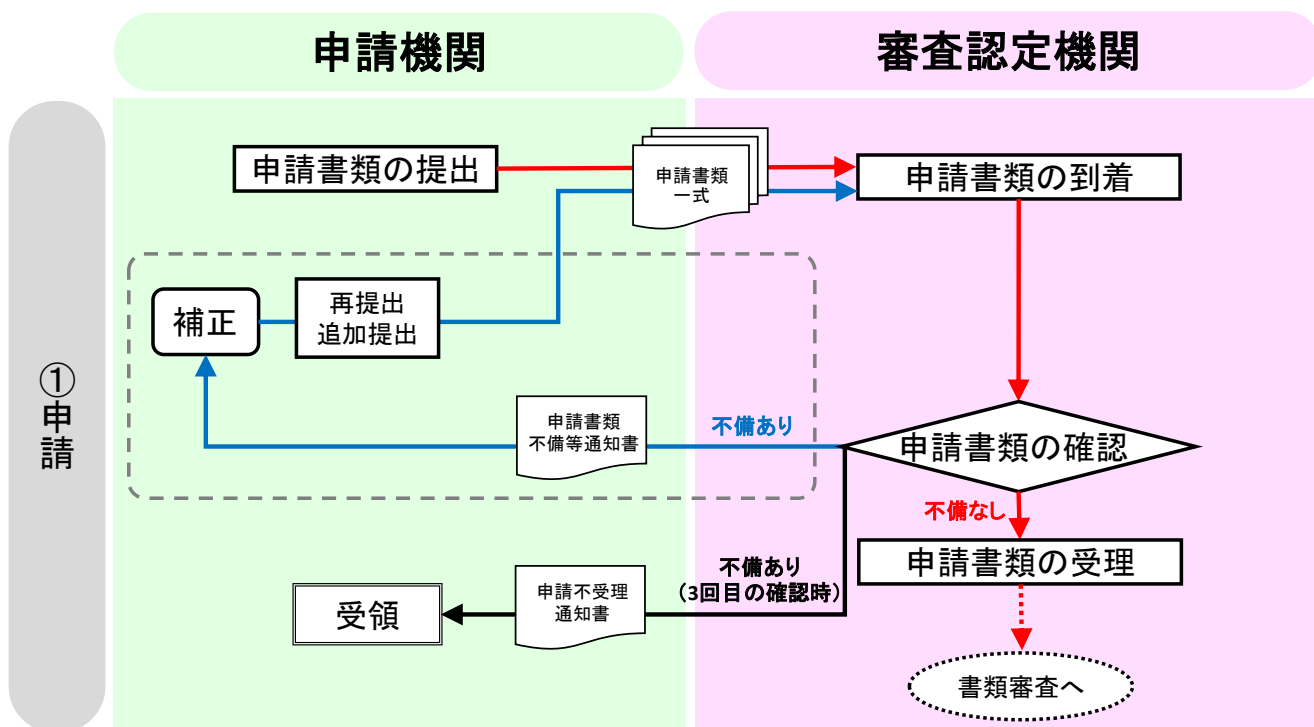 申請機関
審査認定機関
①申請
申請書類の提出
申請書類
一式
申請書類の到着
補正
再提出
追加提出
申請書類
不備等通知書
不備あり
申請書類の確認
不備なし
申請書類の受理
不備あり
（3回目の確認時）
申請不受理
通知書
受領
書類審査へ